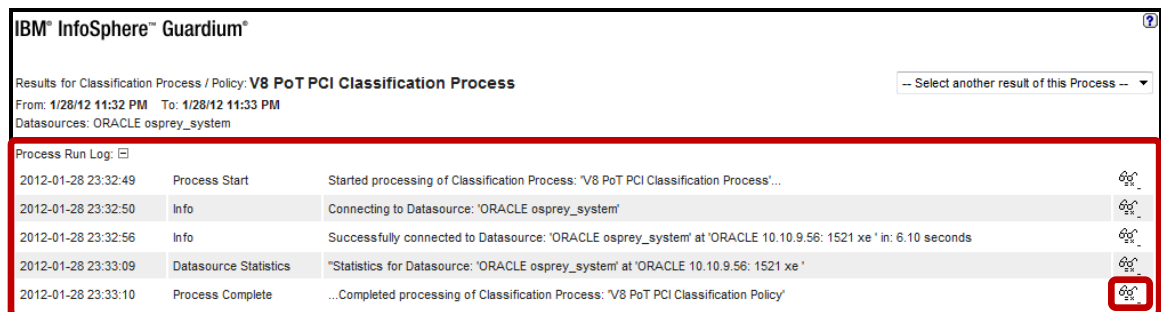 IBM® InfoSphere™ Guardium®
?
Results for Classification Process / Policy: V8 PoT PCI Classification Process
-- Select another result of this Process --
From: 1/28/12 11:32 PM To: 1/28/12 11:33 PM
Datasources: ORACLE osprey_system
Process Run Log:
2012-01-28 23:32:49 Process Start Started processing of Classification Process: 'V8 PoT PCI Classification Process'...
2012-01-28 23:32:50 Info Connecting to Datasource: 'ORACLE osprey_system'
2012-01-28 23:32:56 Info Successfully connected to Datasource: 'ORACLE osprey_system' at 'ORACLE 10.10.9.56: 1521 xe ' in: 6.10 seconds
2012-01-28 23:33:09 Datasource Statistics "Statistics for Datasource: 'ORACLE osprey_system' at 'ORACLE 10.10.9.56: 1521 xe '
2012-01-28 23:33:10 Process Complete ...Completed processing of Classification Process: 'V8 PoT PCI Classification Policy'